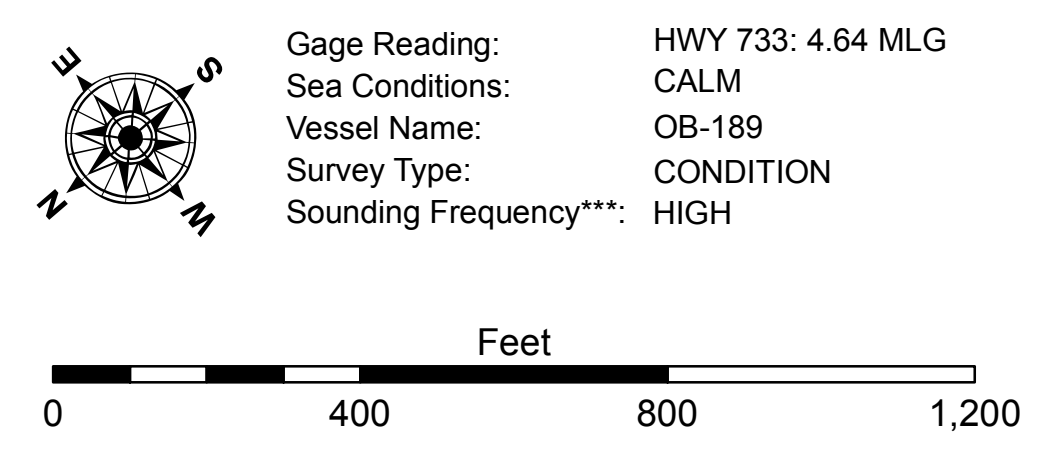 E
S
N
W
Gage Reading: HWY 733: 4.64 MLG
Sea Conditions: CALM
Vessel Name: OB-189
Survey Type: CONDITION
Sounding Frequency***: HIGH
Feet
0 400 800 1,200